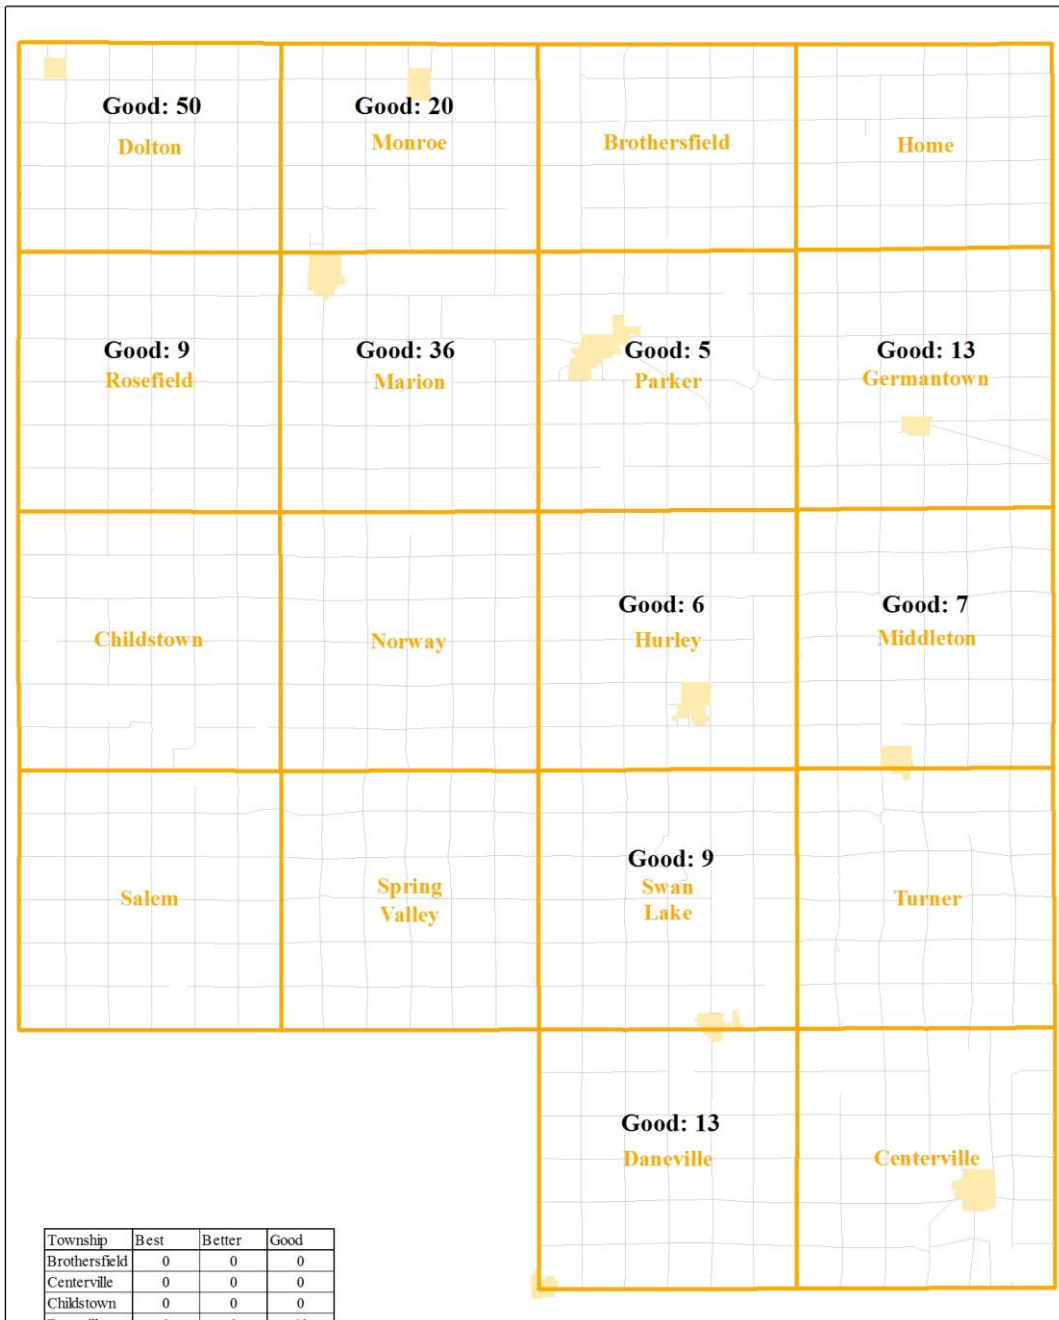 Good: 50
Dolton
Good: 20
Monroe
Brothersfield
Home
Good: 9
Rosefield
Good: 36
Marion
Good: 5
Parker
Good: 13
Germantown
Childstown
Norway
Good: 6
Hurley
Good: 7
Middleton
Salem
Spring
Valley
Good: 9
Swan
Lake
Turner
Good: 13
Daneville
Centerville
Township Best Better Good
Brothersfield 0 0 0
Centerville 0 0 0
Childstown 0 0 0